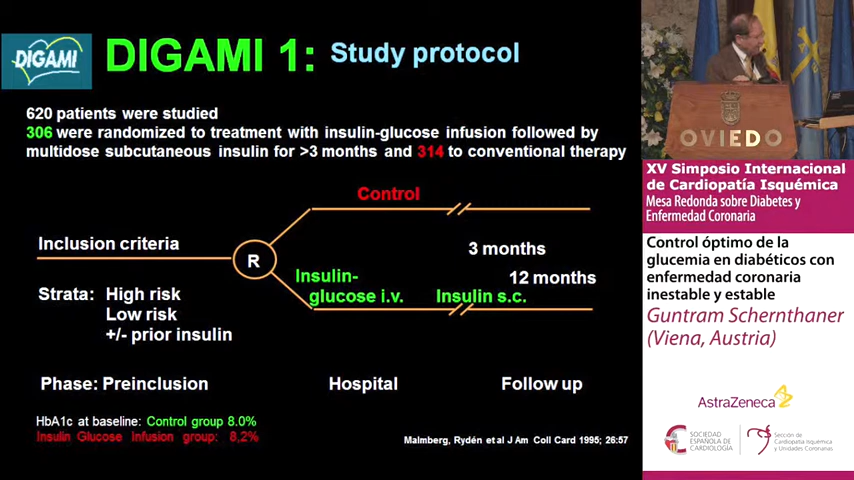 DIGAMI
DIGAMI 1: Study protocol
620 patients were studied
306 were randomized to treatment with insulin-glucose infusion followed by
multidose subcutaneous insulin for >3 months and 314 to conventional therapy
Control
Inclusion criteria
R
3 months
12 months
Insulin-
glucose i.v.
Insulin s.c.
Strata: High risk
Low risk
+/- prior insulin
Phase: Preinclusion
Hospital
Follow up
HbA1c at baseline: Control group 8.0%
Insulin Glucose Infusion group: 8,2%
Malmberg, Rydén et al J Am Coll Card 1995; 26:57
OVIEDO
XV Simposio Internacional
de Cardiopatía Isquémica
Mesa Redonda sobre Diabetes y
Enfermedad Coronaria
Control óptimo de la
glucemia en diabéticos con
enfermedad coronaria
inestable y estable
Guntram Schernthaner
(Viena, Austria)
AstraZeneca
SOCIEDAD
ESPAÑOLA DE
CARDIOLOGÍA
Sección de
Cardiopatía Isquémica
y Unidades Coronarias